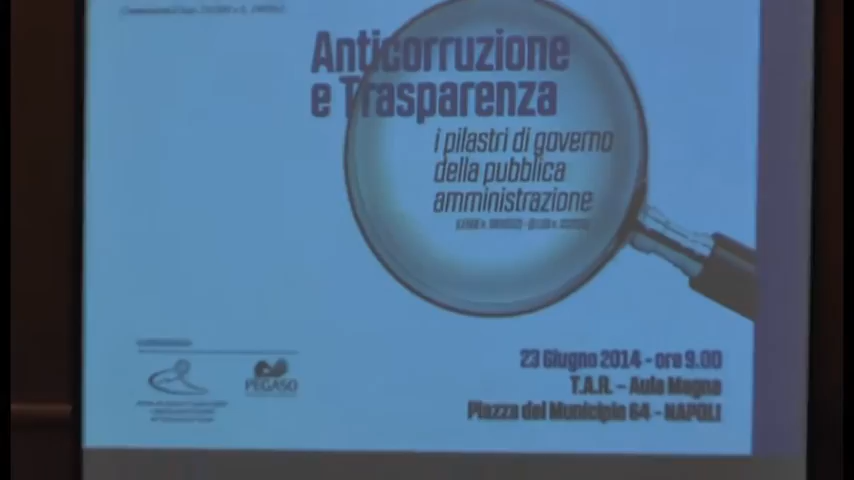 Anticorruzione
e Trasparenza
i pilastri di governo
della pubblica
amministrazione
PEGASO
23 Giugno 2014 - ore 9.00
T.A.R. - Aula Magna
Piazza del Municipio 64 - NAPOLI